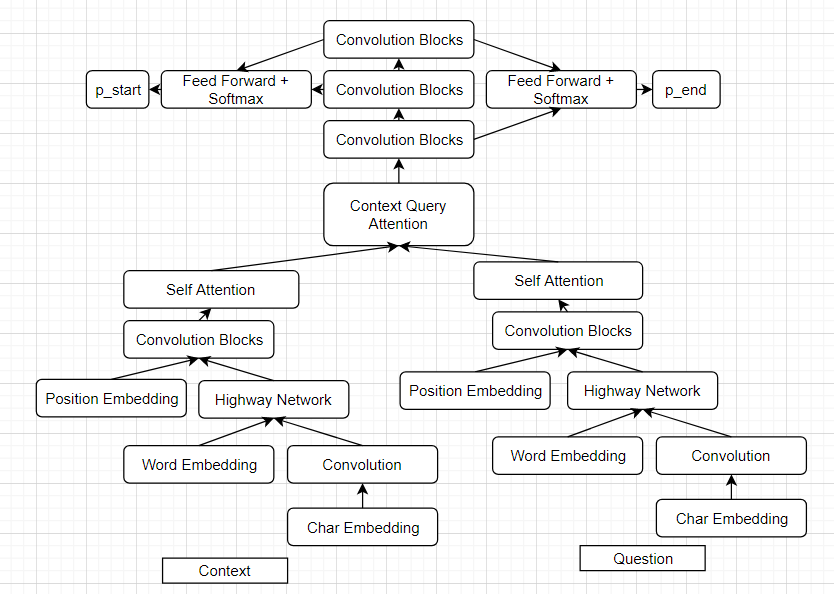 Convolution Blocks
p_start
Feed Forward +
Softmax
Convolution Blocks
Feed Forward +
Softmax
p_end
Convolution Blocks
Context Query
Attention
Self Attention
Self Attention
Convolution Blocks
Convolution Blocks
Position Embedding
Highway Network
Position Embedding
Highway Network
Word Embedding
Convolution
Word Embedding
Convolution
Char Embedding
Char Embedding
Context
Question